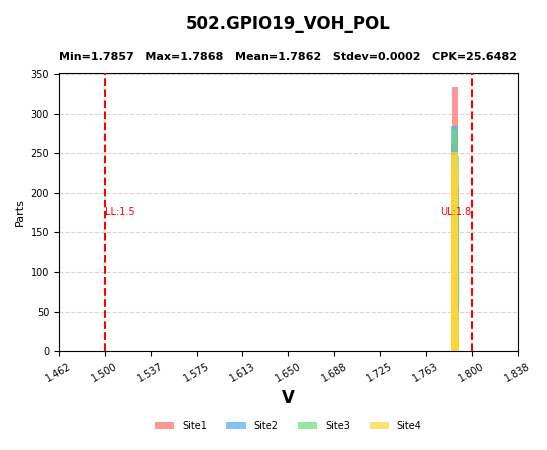 502.GPIO19_VOH_POL
Min=1.7857 Max=1.7868 Mean=1.7862 Stdev=0.0002 CPK=25.6482
350
300
250
200
150
100
50
0
Parts
LL:1.5
UL:1.8
1.462 1.500 1.537 1.575 1.613 1.650 1.688 1.725 1.763 1.800 1.838
V
Site1 Site2 Site3 Site4